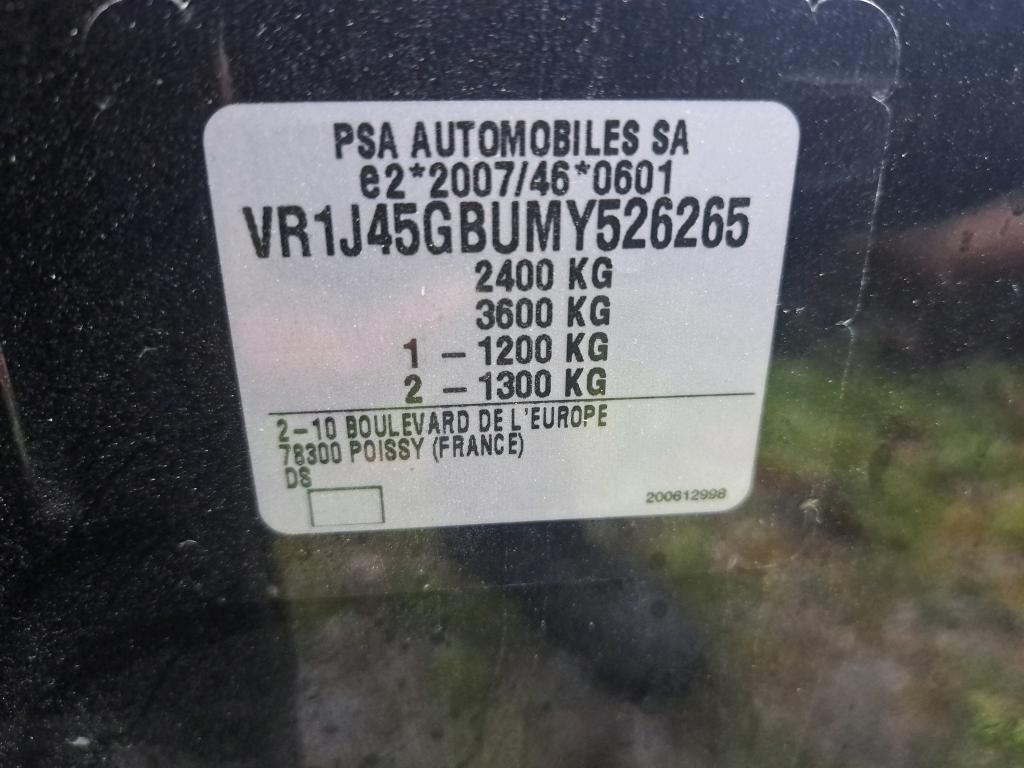 PSA AUTOMOBILES SA
e2*2007/46*0601
VR1J45GBUMY526265
2400 KG
3600 KG
1 – 1200 KG
2 – 1300 KG
2–10 BOULEVARD DE L'EUROPE
78300 POISSY (FRANCE)
DS
200612998